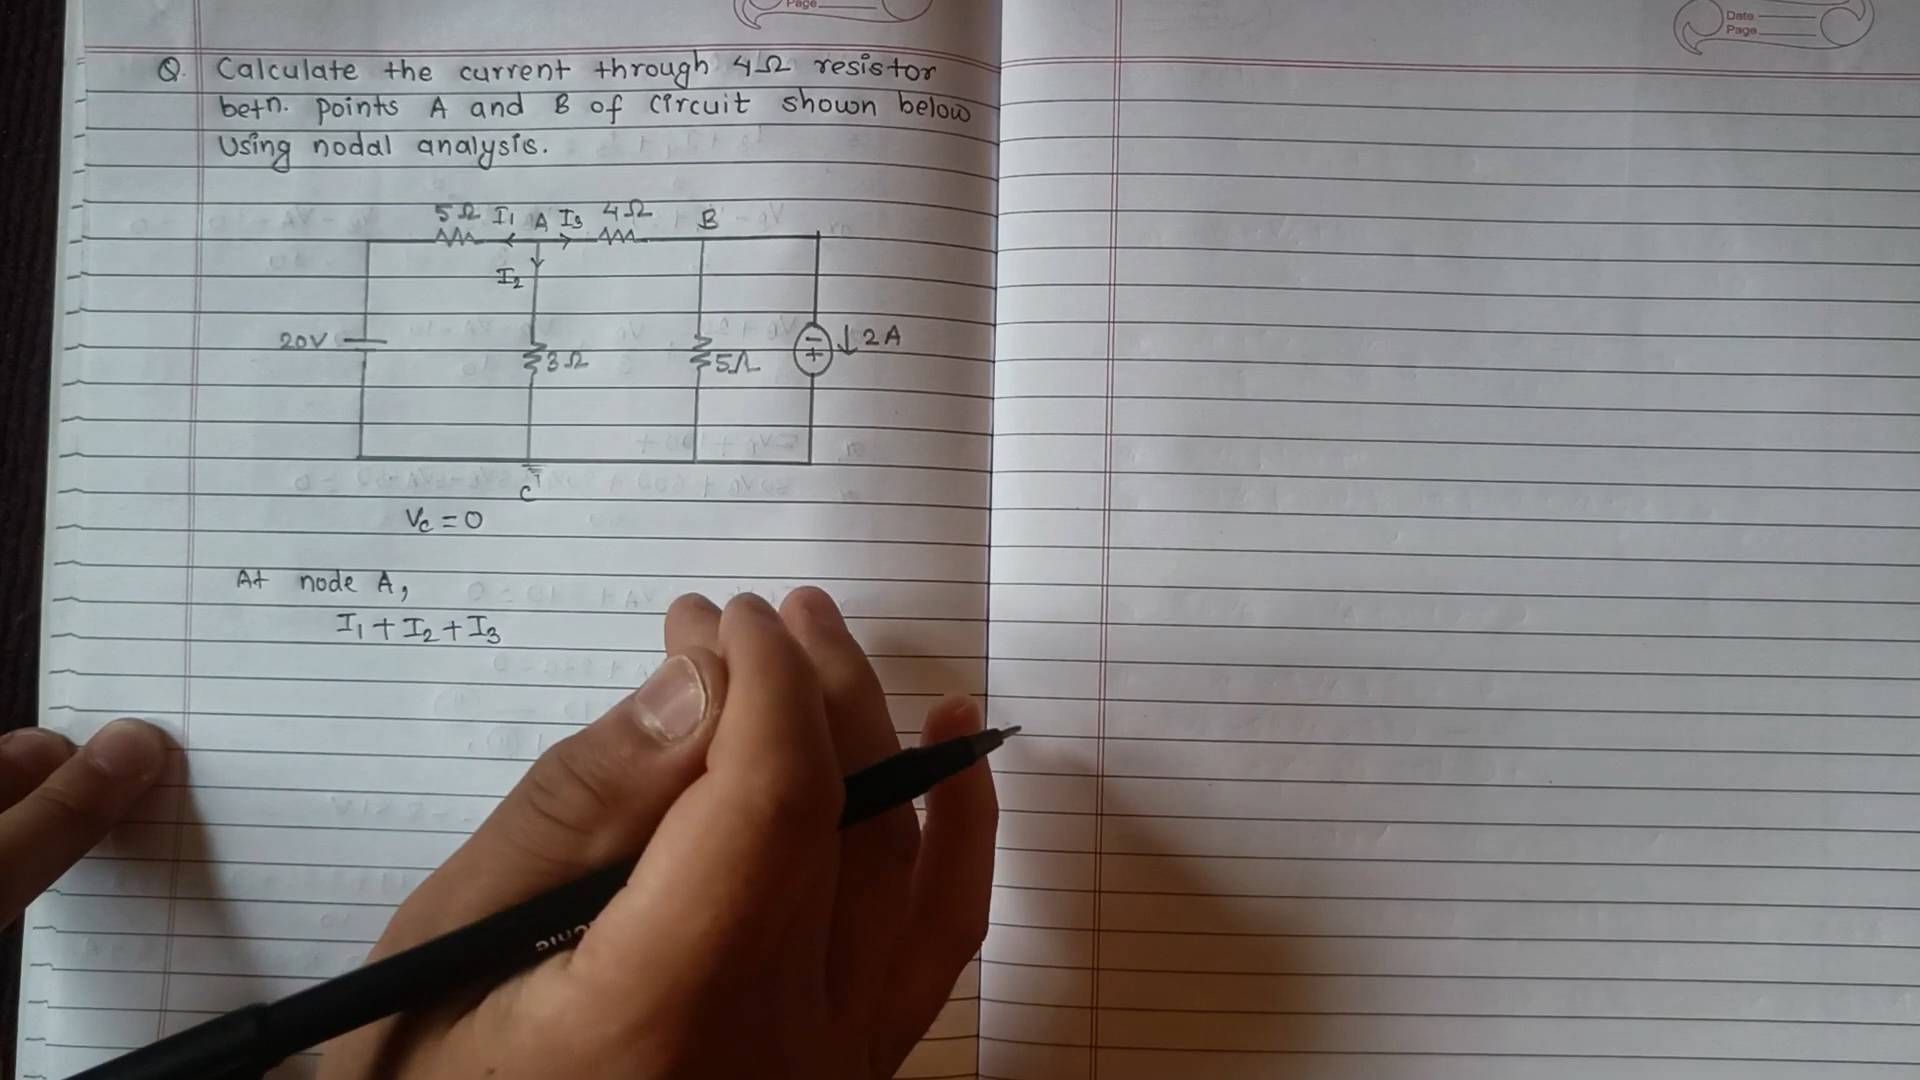 Page
Date
Page
Q. Calculate the current through 4Ω resistor
betn. points A and B of circuit shown below
Using nodal analysis.
5Ω I₁ A I₃ 4Ω B
I₂
20V 3Ω 5Ω - + ↓2A
C
Vc = 0
At node A,
I₁ + I₂ + I₃